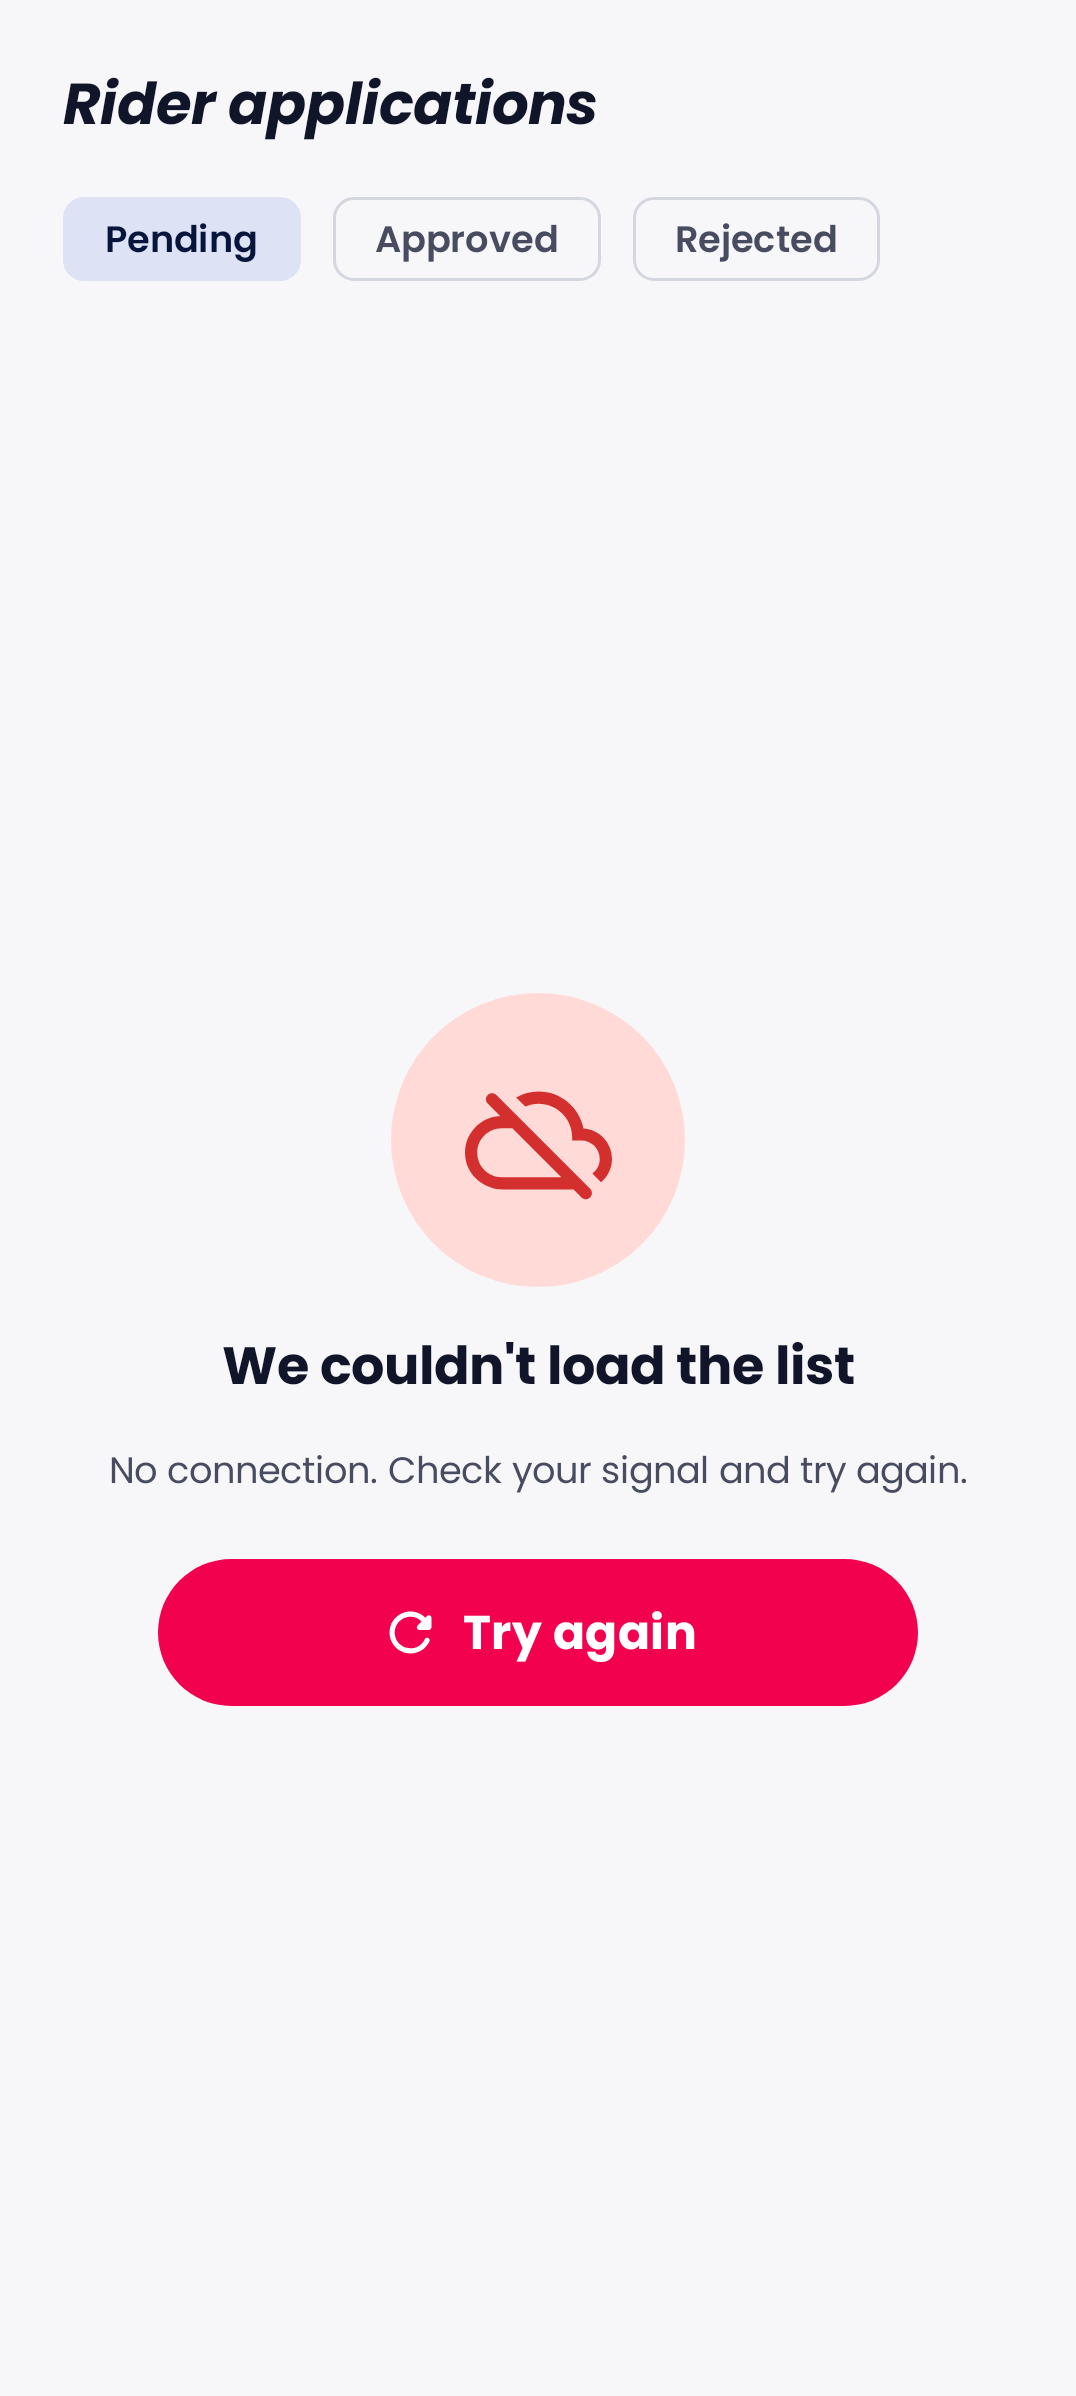 Rider applications
Pending
Approved
Rejected
We couldn't load the list
No connection. Check your signal and try again.
Try again